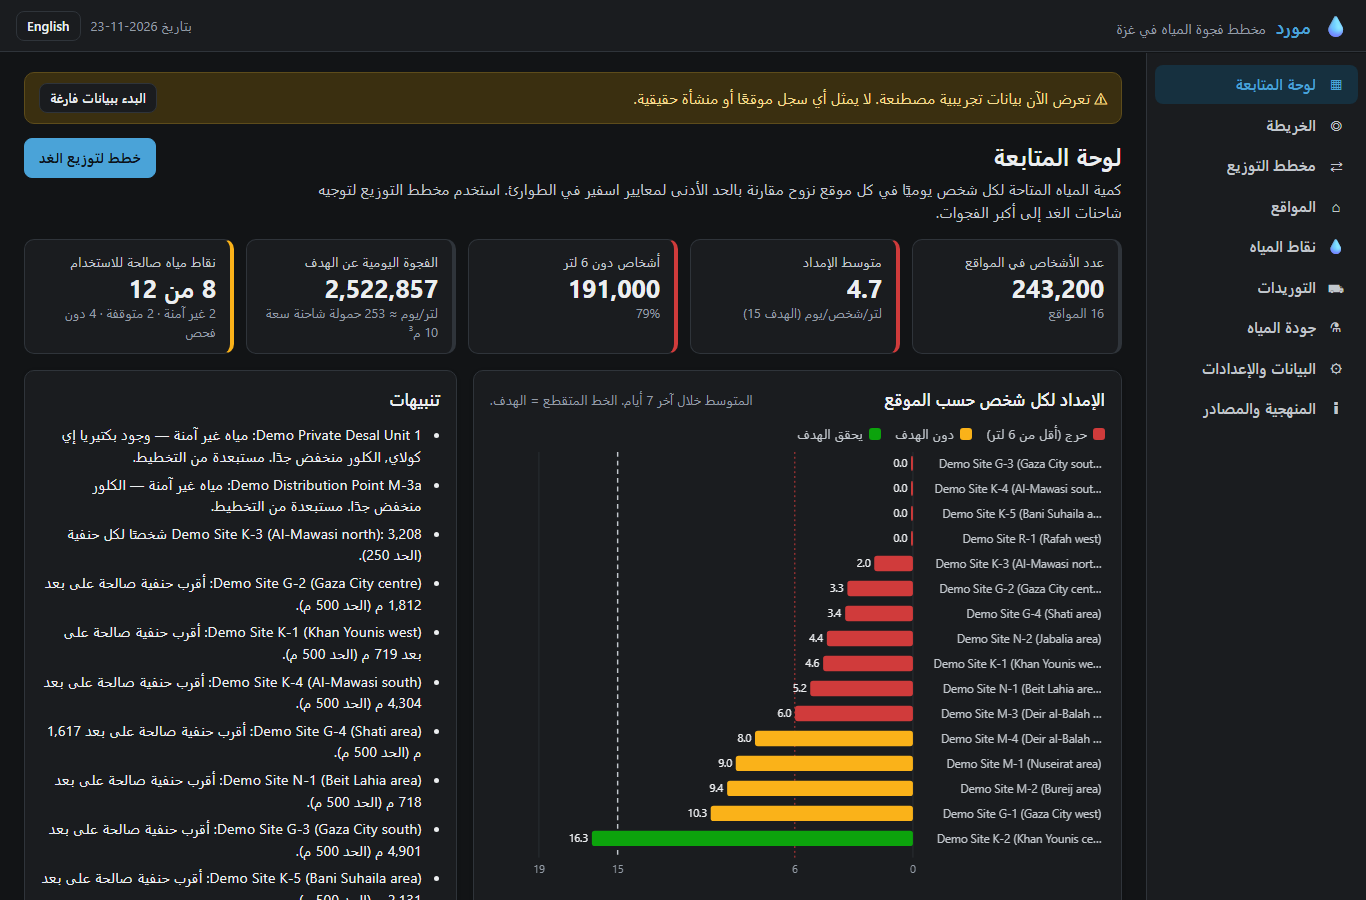 مورد مخطط فجوة المياه في غزة
بتاريخ 2026-11-23
English
لوحة المتابعة
الخريطة
مخطط التوزيع
المواقع
نقاط المياه
التوريدات
جودة المياه
البيانات والإعدادات
المنهجية والمصادر
⚠ تعرض الآن بيانات تجريبية مصطنعة. لا يمثل أي سجل موقعًا أو منشأة حقيقية.
البدء ببيانات فارغة
لوحة المتابعة
خطط لتوزيع الغد
كمية المياه المتاحة لكل شخص يوميًا في كل موقع نزوح مقارنة بالحد الأدنى لمعايير اسفير في الطوارئ. استخدم مخطط التوزيع لتوجيه
شاحنات الغد إلى أكبر الفجوات.
عدد الأشخاص في المواقع
243,200
16 المواقع
متوسط الإمداد
4.7
لتر/شخص/يوم (الهدف 15)
أشخاص دون 6 لتر
191,000
79%
الفجوة اليومية عن الهدف
2,522,857
لتر/يوم ≈ 253 حمولة شاحنة سعة
10 م³
نقاط مياه صالحة للاستخدام
8 من 12
2 غير آمنة · 2 متوقفة · 4 دون
فحص
الإمداد لكل شخص حسب الموقع
المتوسط خلال آخر 7 أيام. الخط المتقطع = الهدف.
حرج (أقل من 6 لتر)
دون الهدف
يحقق الهدف
Demo Site G-3 (Gaza City sout... 0.0
Demo Site K-4 (Al-Mawasi sout... 0.0
Demo Site K-5 (Bani Suhaila a... 0.0
Demo Site R-1 (Rafah west) 0.0
Demo Site K-3 (Al-Mawasi nort... 2.0
Demo Site G-2 (Gaza City cent... 3.3
Demo Site G-4 (Shati area) 3.4
Demo Site N-2 (Jabalia area) 4.4
Demo Site K-1 (Khan Younis we... 4.6
Demo Site N-1 (Beit Lahia are... 5.2
Demo Site M-3 (Deir al-Balah ... 6.0
Demo Site M-4 (Deir al-Balah ... 8.0
Demo Site M-1 (Nuseirat area) 9.0
Demo Site M-2 (Bureij area) 9.4
Demo Site G-1 (Gaza City west) 10.3
Demo Site K-2 (Khan Younis ce... 16.3
0 6 15 19
تنبيهات
Demo Private Desal Unit 1: مياه غير آمنة — وجود بكتيريا إي
كولاي, الكلور منخفض جدًا. مستبعدة من التخطيط.
Demo Distribution Point M-3a: مياه غير آمنة — الكلور
منخفض جدًا. مستبعدة من التخطيط.
Demo Site K-3 (Al-Mawasi north): 3,208 شخصًا لكل حنفية
(الحد 250).
Demo Site G-2 (Gaza City centre): أقرب حنفية صالحة على بعد
1,812 م (الحد 500 م).
Demo Site K-1 (Khan Younis west): أقرب حنفية صالحة على
بعد 719 م (الحد 500 م).
Demo Site K-4 (Al-Mawasi south): أقرب حنفية صالحة على بعد
4,304 م (الحد 500 م).
Demo Site G-4 (Shati area): أقرب حنفية صالحة على بعد 1,617
م (الحد 500 م).
Demo Site N-1 (Beit Lahia area): أقرب حنفية صالحة على بعد
718 م (الحد 500 م).
Demo Site G-3 (Gaza City south): أقرب حنفية صالحة على بعد
4,901 م (الحد 500 م).
Demo Site K-5 (Bani Suhaila area): أقرب حنفية صالحة على بعد